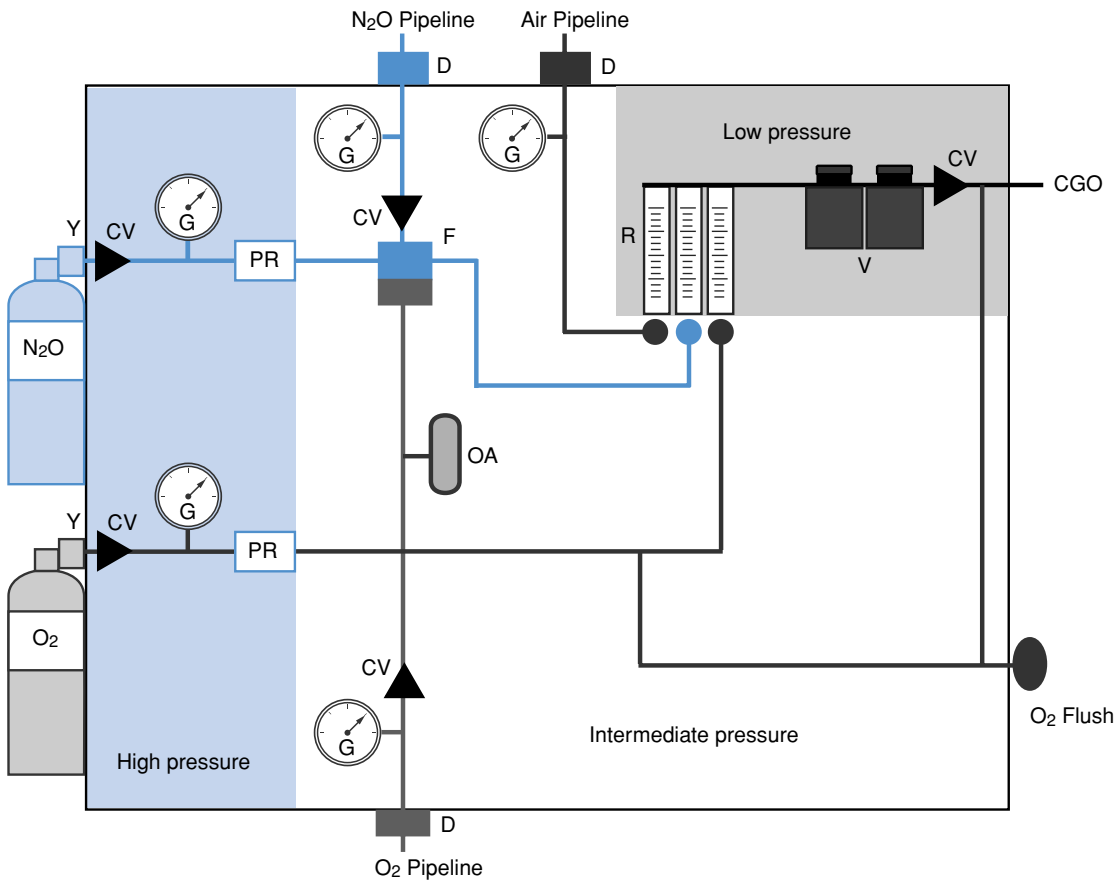 N2O Pipeline
Air Pipeline
D
D
G
G
Low pressure
CV
CGO
Y
CV
G
CV
F
R
PR
V
N2O
OA
G
Y
CV
PR
O2
CV
G
O2 Flush
High pressure
Intermediate pressure
D
O2 Pipeline